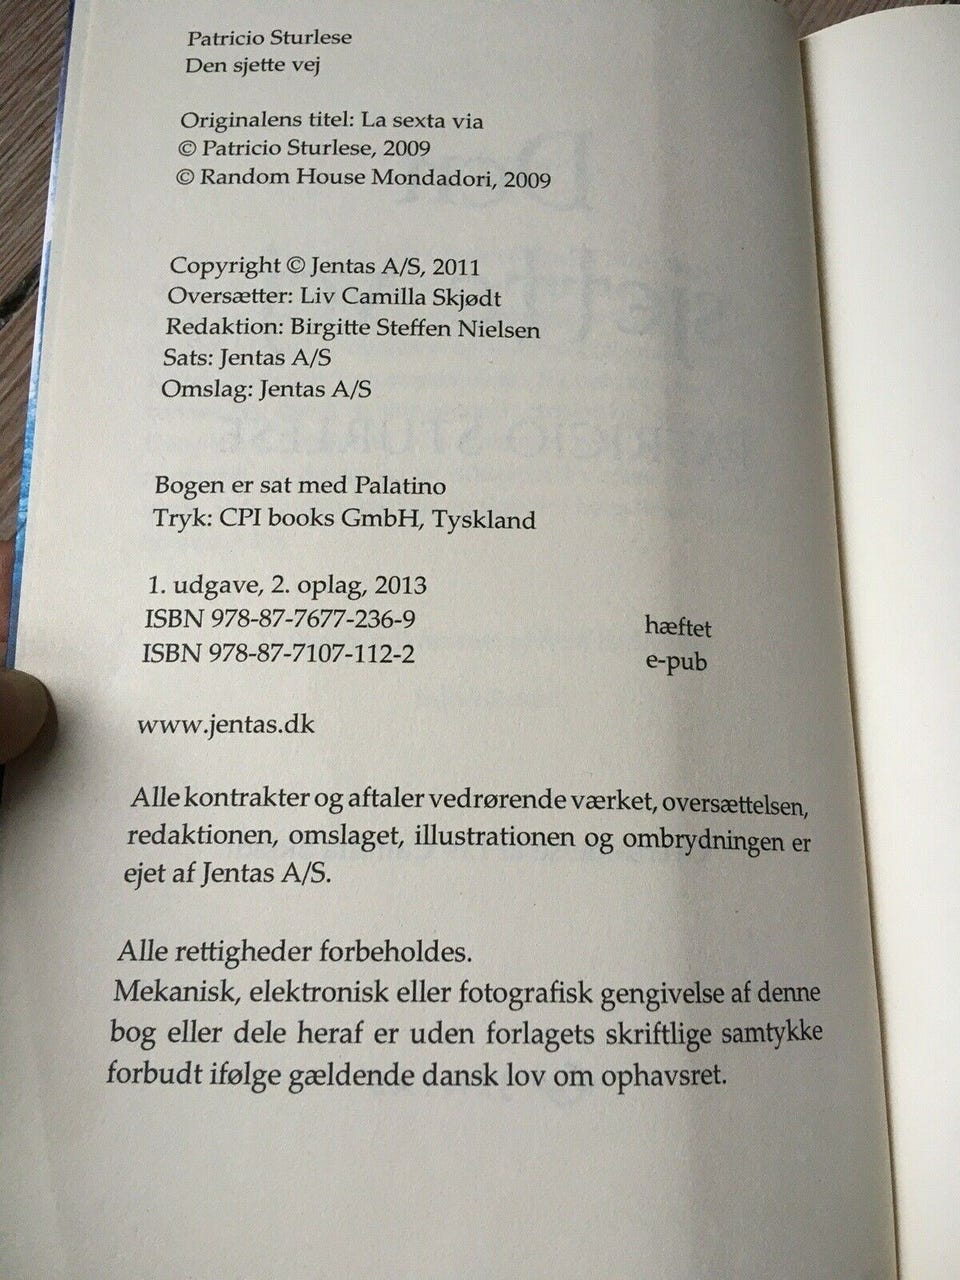 Patricio Sturlese
Den sjette vej
Originalens titel: La sexta via
© Patricio Sturlese, 2009
© Random House Mondadori, 2009
Copyright © Jentas A/S, 2011
Oversætter: Liv Camilla Skjødt
Redaktion: Birgitte Steffen Nielsen
Sats: Jentas A/S
Omslag: Jentas A/S
Bogen er sat med Palatino
Tryk: CPI books GmbH, Tyskland
1. udgave, 2. oplag, 2013
ISBN 978-87-7677-236-9 hæftet
ISBN 978-87-7107-112-2 e-pub
www.jentas.dk
Alle kontrakter og aftaler vedrørende værket, oversættelsen,
redaktionen, omslaget, illustrationen og ombrydningen er
ejet af Jentas A/S.
Alle rettigheder forbeholdes.
Mekanisk, elektronisk eller fotografisk gengivelse af denne
bog eller dele heraf er uden forlagets skriftlige samtykke
forbudt ifølge gældende dansk lov om ophavsret.